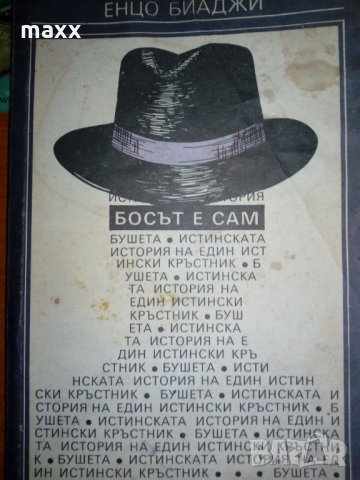 maxx
ЕНЦО БИАДЖИ
ИСТИ
РИЯ
БОСЪТ Е САМ
БУШЕТА • ИСТИНСКАТА
ИСТОРИЯ НА ЕДИН ИСТ
ИНСКИ КРЪСТНИК • Б
УШЕТА • ИСТИНСКА
ТА ИСТОРИЯ НА
ЕДИН ИСТИНСКИ
КРЪСТНИК • БУШ
ЕТА • ИСТИНСКА
ТА ИСТОРИЯ НА Е
ДИН ИСТИНСКИ КРЪ
СТНИК • БУШЕТА • ИСТИ
НСКАТА ИСТОРИЯ НА ЕДИН ИСТИН
СКИ КРЪСТНИК • БУШЕТА • ИСТИНСКАТА И
СТОРИЯ НА ЕДИН ИСТИНСКИ КРЪСТНИК • Б
УШЕТА • ИСТИНСКАТА ИСТОРИЯ НА ЕДИН И
СТИНСКИ КРЪСТНИК • БУШЕТА • ИСТИНСКА
ТА ИСТОРИЯ НА ЕДИН ИСТИНСКИ КРЪСТНИ
К • БУШЕТА • ИСТИНСКАТА ИСТОРИЯ НА ЕД
ИН ИСТИНСКИ КРЪСТНИК • • • БУШЕТА •